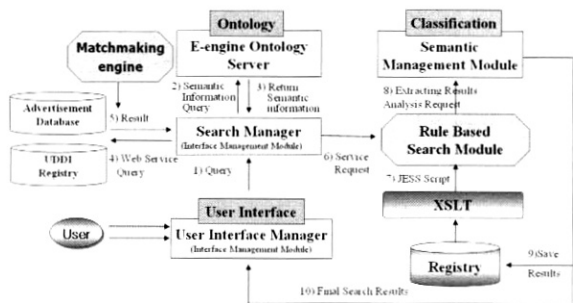 Ontology
Classification
Matchmaking
engine
E-engine Ontology
Server
Semantic
Management Module
2) Semantic
Information
Query
3) Return
Semantic
information
8) Extracting Results
Analysis Request
Advertisement
Database
5) Result
Search Manager
(Interface Management Module)
Rule Based
Search Module
UDDI
Registry
4) Web Service
Query
6) Service
Request
1) Query
7) JESS Script
User Interface
XSLT
User
User Interface Manager
(Interface Management Module)
Registry
9)Save
Results
10) Final Search Results